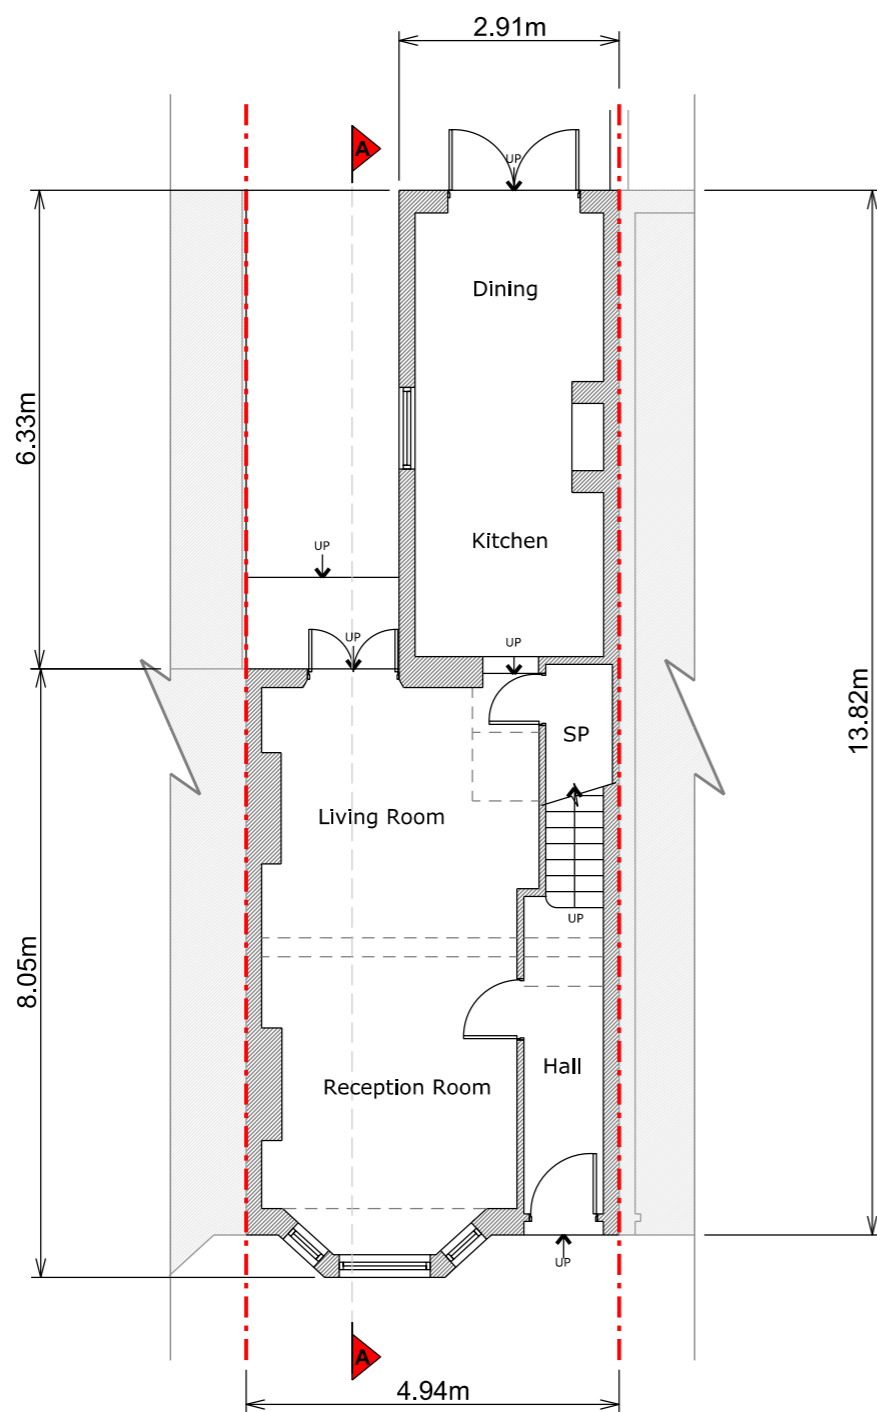 2.91m
A
UP
Dining
6.33m
Kitchen
UP
UP
UP
13.82m
SP
Living Room
UP
8.05m
Hall
Reception Room
UP
A
4.94m